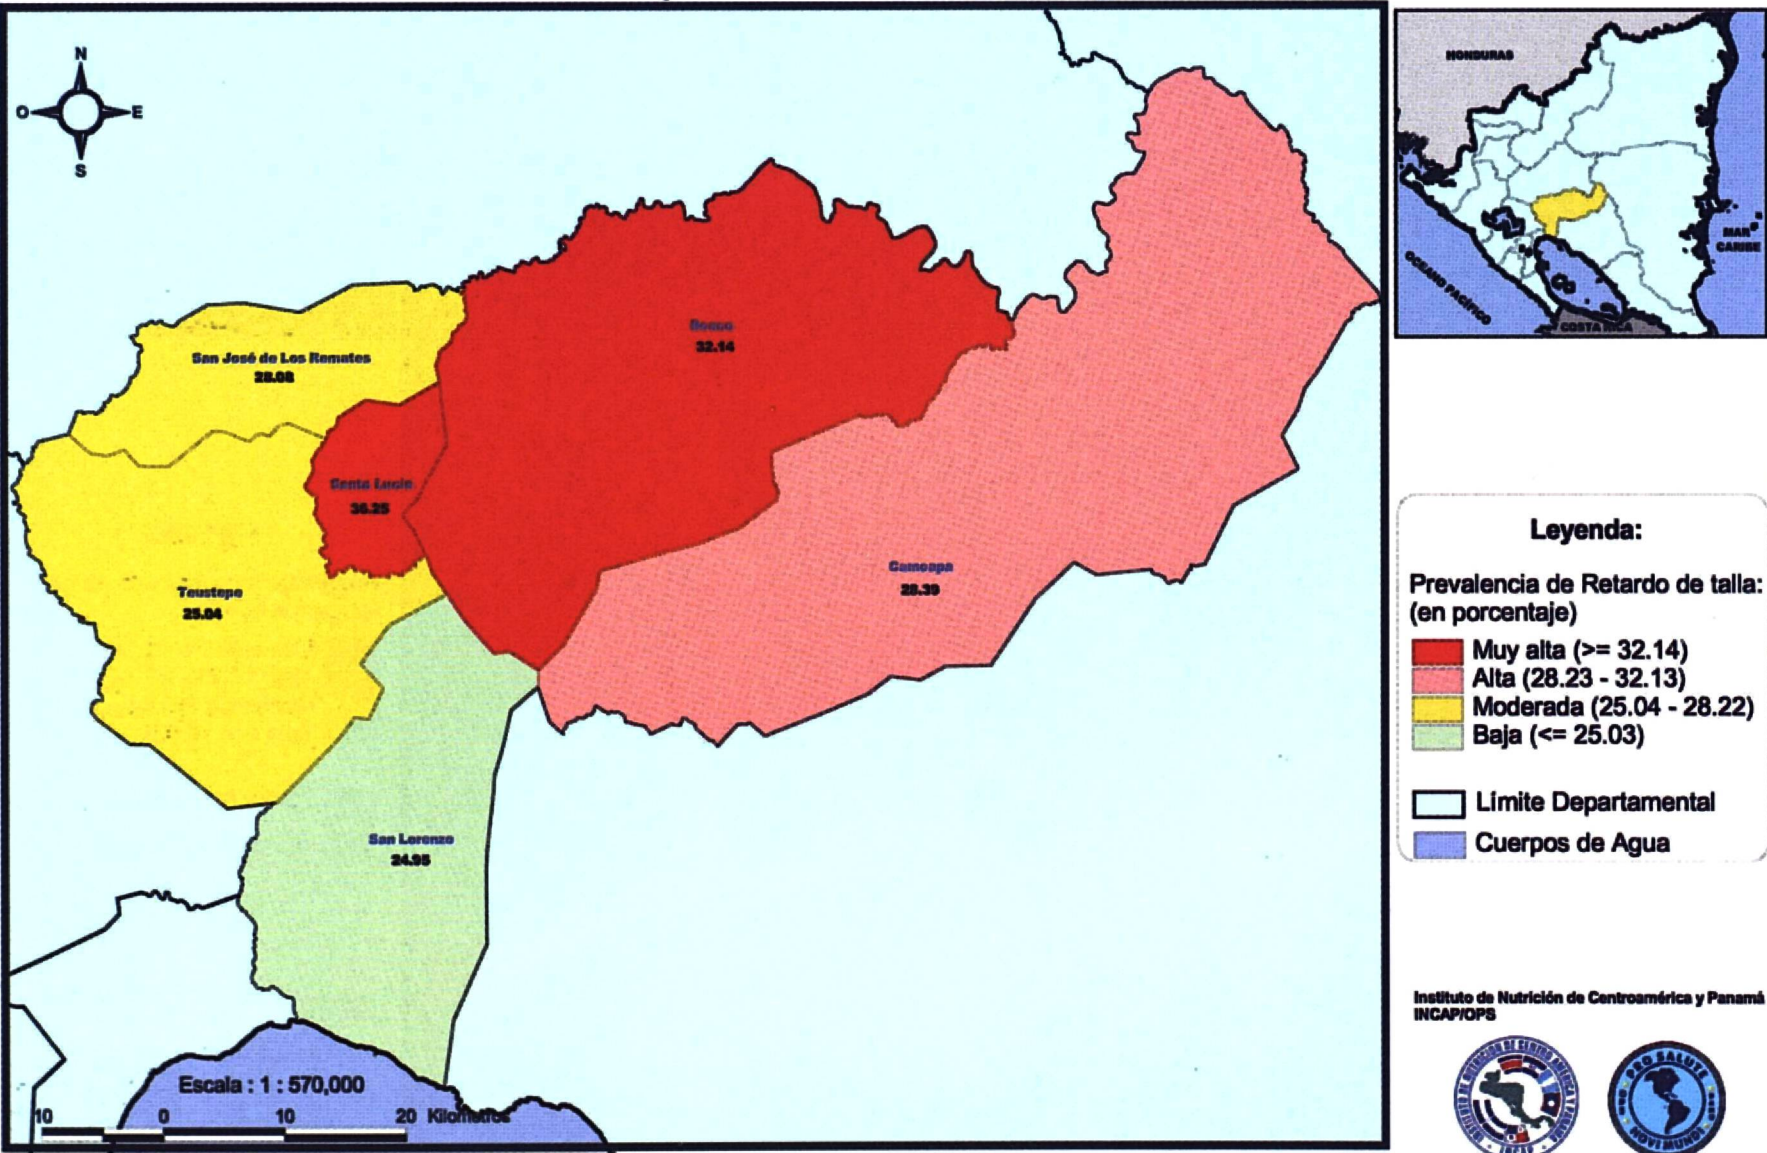 N
O
E
S
HONDURAS
MAR
CARIBE
OCEANO PACÍFICO
COSTA RICA
San José de Los Remates
28.08
Boaco
32.14
Santa Lucía
36.25
Teustepe
25.04
Camoapa
28.39
San Lorenzo
24.95
Leyenda:
Prevalencia de Retardo de talla:
(en porcentaje)
Muy alta (>= 32.14)
Alta (28.23 - 32.13)
Moderada (25.04 - 28.22)
Baja (<= 25.03)
Límite Departamental
Cuerpos de Agua
Instituto de Nutrición de Centroamérica y Panamá
INCAP/OPS
Escala : 1 : 570,000
10 0 10 20 Kilómetros
PRO SALUTE
NOVI MUNDI